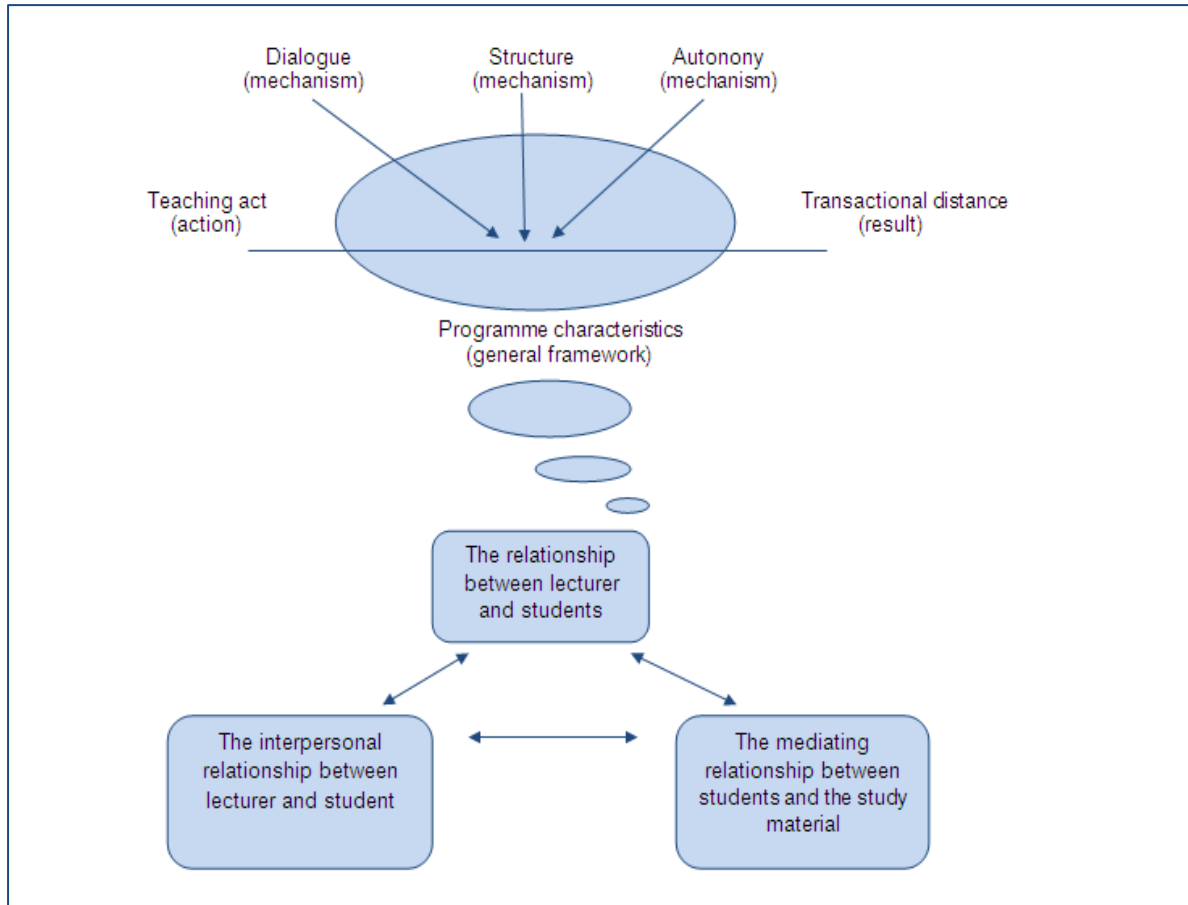 Dialogue
(mechanism)
Structure
(mechanism)
Autonony
(mechanism)
Teaching act
(action)
Transactional distance
(result)
Programme characteristics
(general framework)
The relationship
between lecturer
and students
The interpersonal
relationship between
lecturer and student
The mediating
relationship between
students and the study
material